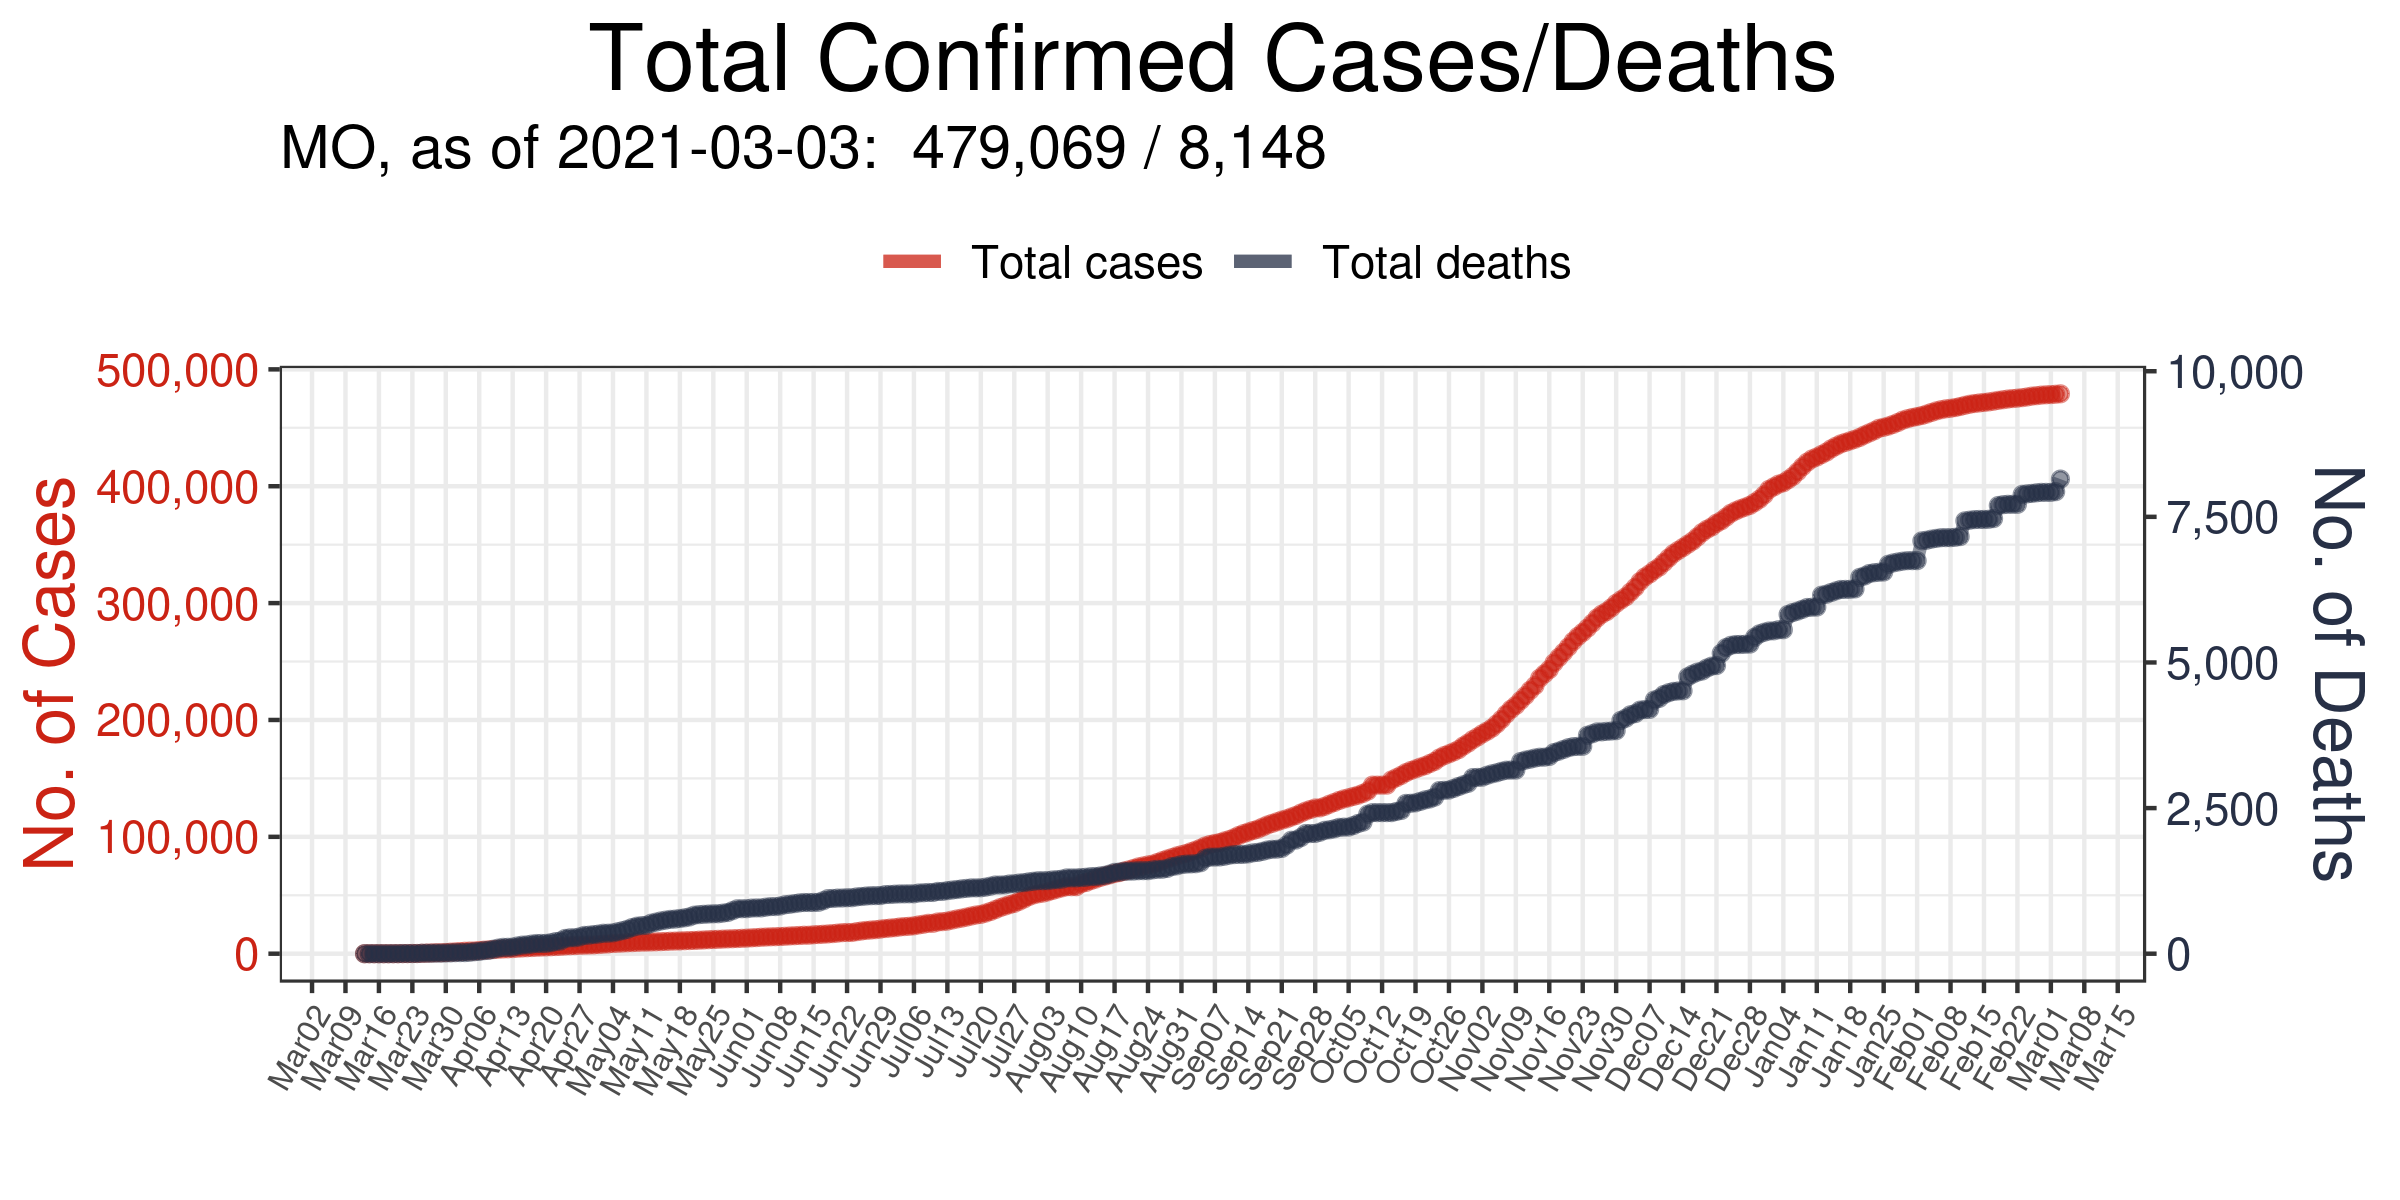 Total Confirmed Cases/Deaths
MO, as of 2021-03-03:  479,069 / 8,148
Total cases
Total deaths
No. of Cases
500,000
400,000
300,000
200,000
100,000
0
10,000
7,500
5,000
2,500
0
No. of Deaths
Mar02
Mar09
Mar16
Mar23
Mar30
Apr06
Apr13
Apr20
Apr27
May04
May11
May18
May25
Jun01
Jun08
Jun15
Jun22
Jun29
Jul06
Jul13
Jul20
Jul27
Aug03
Aug10
Aug17
Aug24
Aug31
Sep07
Sep14
Sep21
Sep28
Oct05
Oct12
Oct19
Oct26
Nov02
Nov09
Nov16
Nov23
Nov30
Dec07
Dec14
Dec21
Dec28
Jan04
Jan11
Jan18
Jan25
Feb01
Feb08
Feb15
Feb22
Mar01
Mar08
Mar15